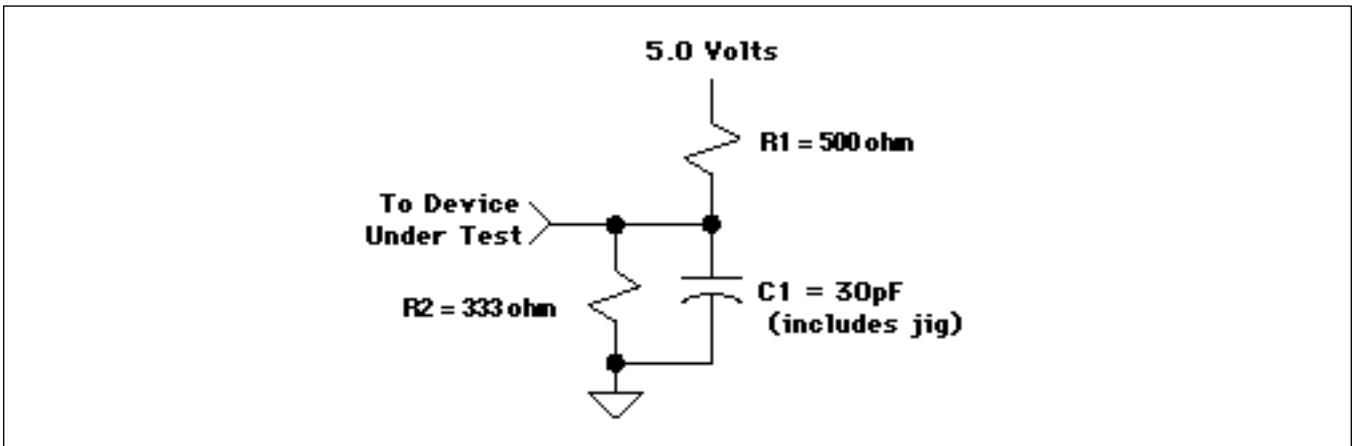 5.0 Volts
R1 = 500 ohm
To Device
Under Test
R2 = 333 ohm
C1 = 30pF
(includes jig)